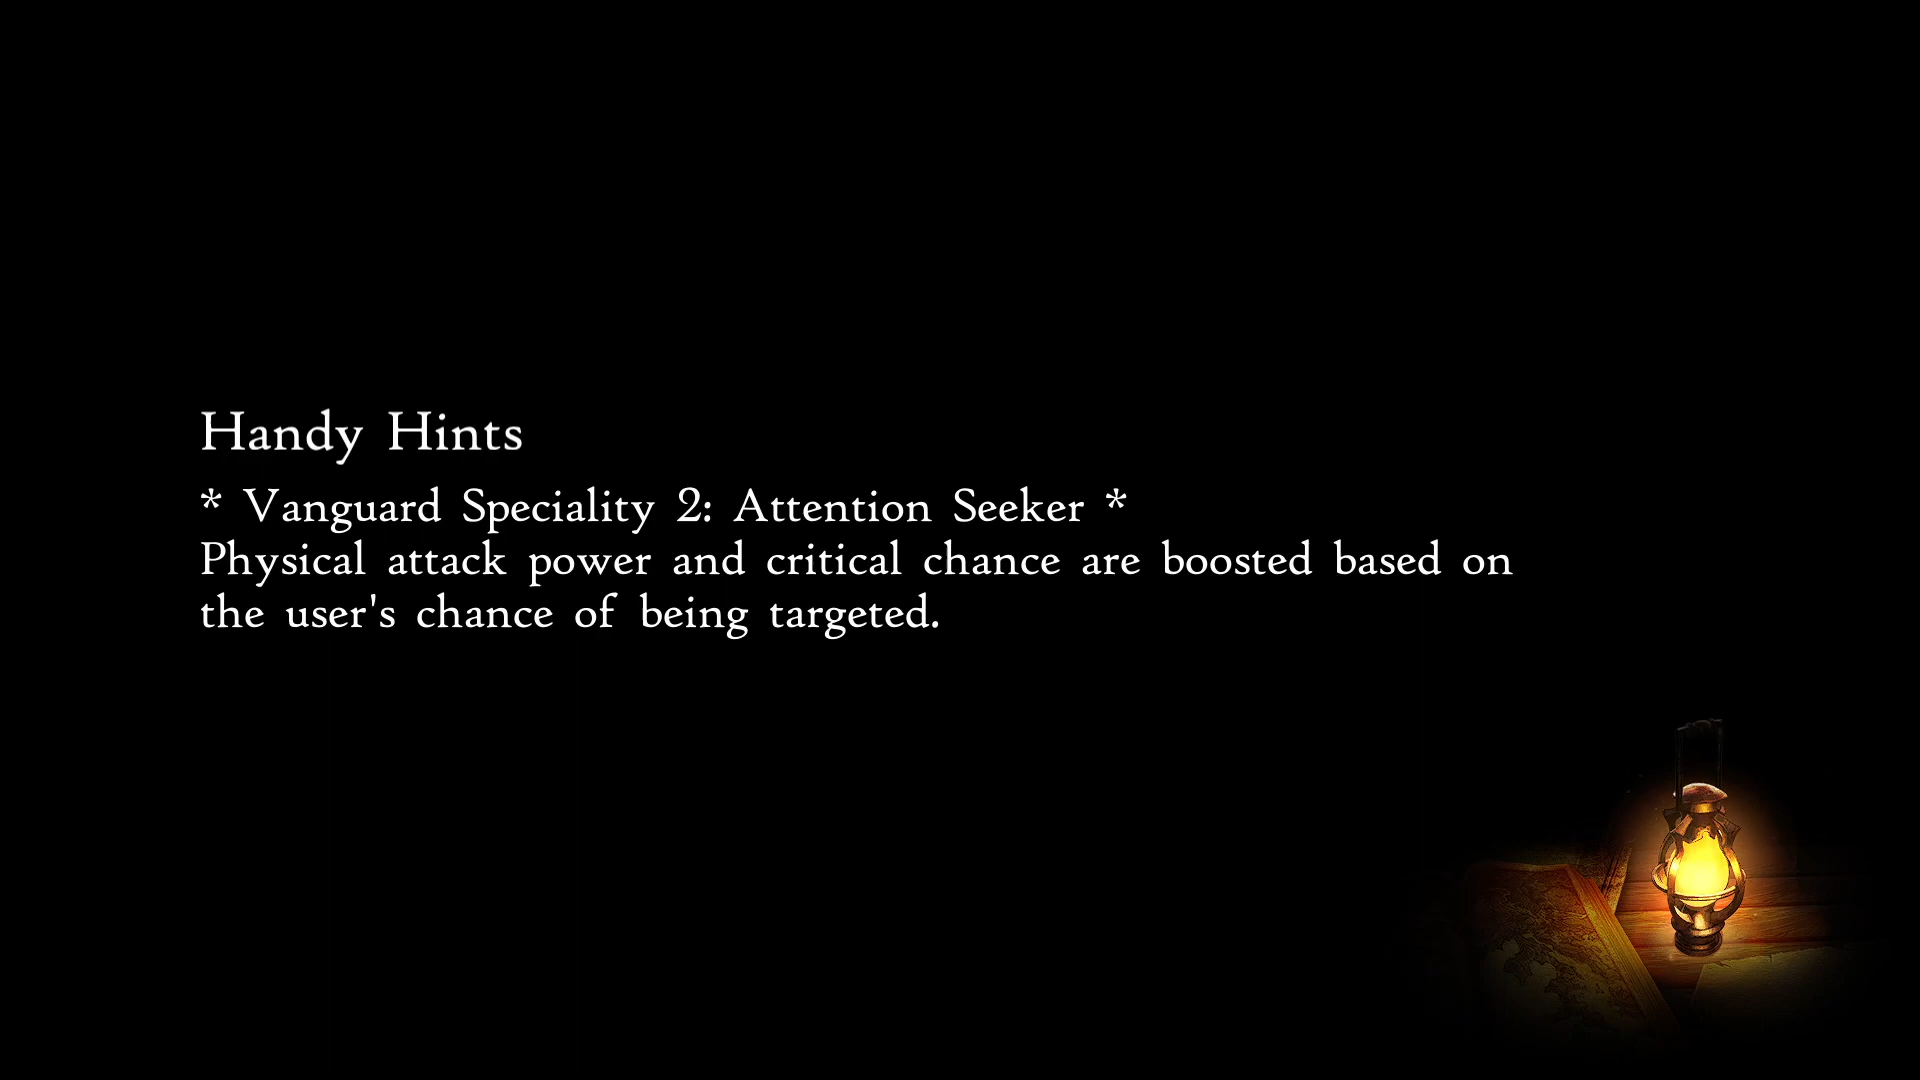 Handy Hints
* Vanguard Speciality 2: Attention Seeker *
Physical attack power and critical chance are boosted based on
the user's chance of being targeted.